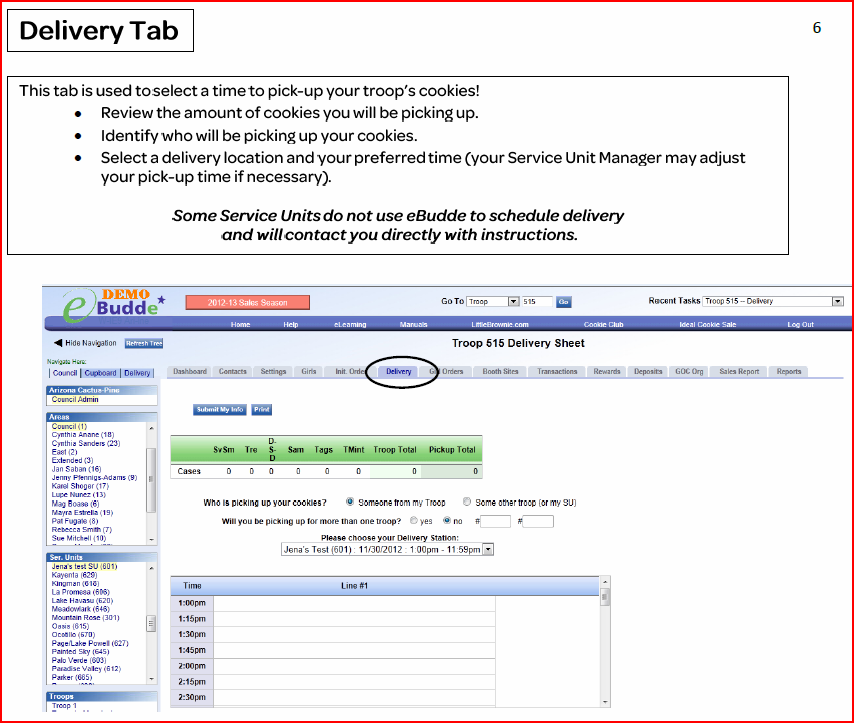 Delivery Tab
6
This tab is used to select a time to pick-up your troop's cookies!
• Review the amount of cookies you will be picking up.
• Identify who will be picking up your cookies.
• Select a delivery location and your preferred time (your Service Unit Manager may adjust
your pick-up time if necessary).
Some Service Units do not use eBudde to schedule delivery
and will contact you directly with instructions.
DEMO
eBudde
2012-13 Sales Season
Go To Troop 515 Go
Recent Tasks Troop 515 -- Delivery
Home Help eLearning Manuals LittleBrownie.com Cookie Club Ideal Cookie Sale Log Out
Hide Navigation Refresh Tree
Troop 515 Delivery Sheet
Navigate Here:
| Council | Cupboard | Delivery |
Dashboard Contacts Settings Girls Init. Order Delivery Orders Booth Sites Transactions Rewards Deposits GOC Org Sales Report Reports
Arizona Cactus-Pine
Council Admin
Submit My Info Print
Areas
Council (1)
Cynthia Anane (18)
Cynthia Sanders (23)
East (2)
Extended (3)
Jan Saban (16)
Jenny Pfennigs-Adams (9)
Karel Shoger (17)
Lupe Nunez (13)
Mag Boase (6)
Mayra Estrella (19)
Pat Fugate (8)
Rebecca Smith (7)
Sue Mitchell (10)
SvSm Tre D-S-D Sam Tags TMint Troop Total Pickup Total
Cases 0 0 0 0 0 0 0 0
Who is picking up your cookies? Someone from my Troop Some other troop (or my SU)
Will you be picking up for more than one troop? yes no # #
Please choose your Delivery Station:
Jena's Test (601) : 11/30/2012 : 1:00pm - 11:59pm
Ser. Units
Jena's test SU (601)
Kayenta (629)
Kingman (618)
La Promesa (696)
Lake Havasu (620)
Meadowlark (646)
Mountain Rose (301)
Oasis (615)
Ocotillo (670)
Page/Lake Powell (627)
Painted Sky (645)
Palo Verde (603)
Paradise Valley (612)
Parker (665)
Troops
Troop 1
Time Line #1
1:00pm
1:15pm
1:30pm
1:45pm
2:00pm
2:15pm
2:30pm